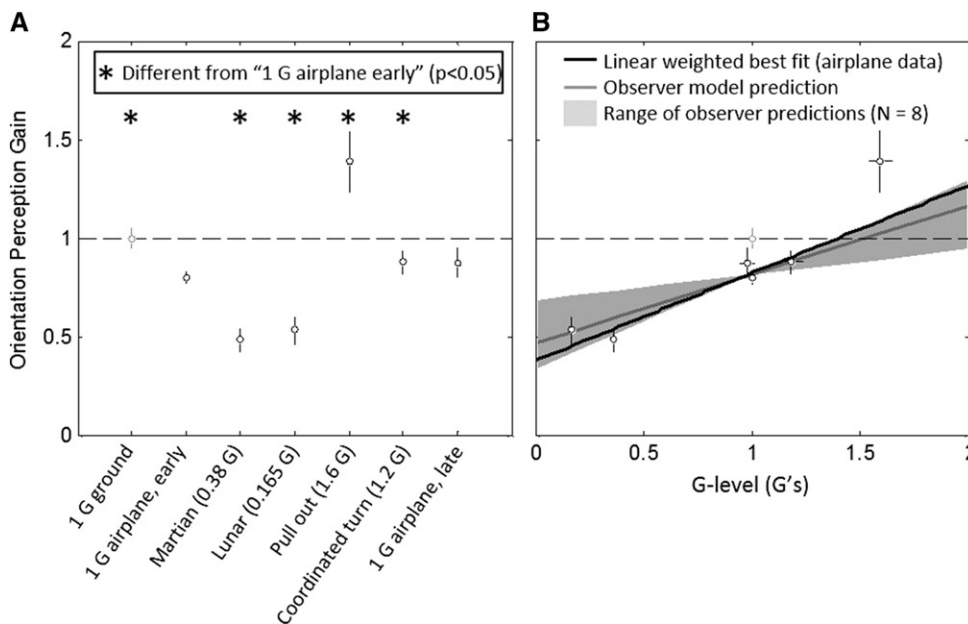 A
B
2
1.5
1
0.5
0
Orientation Perception Gain
* Different from “1 G airplane early” (p<0.05)
* * * * *
1 G ground
1 G airplane, early
Martian (0.38 G)
Lunar (0.165 G)
Pull out (1.6 G)
Coordinated turn (1.2 G)
1 G airplane, late
Linear weighted best fit (airplane data)
Observer model prediction
Range of observer predictions (N = 8)
0 0.5 1 1.5 2
G-level (G’s)